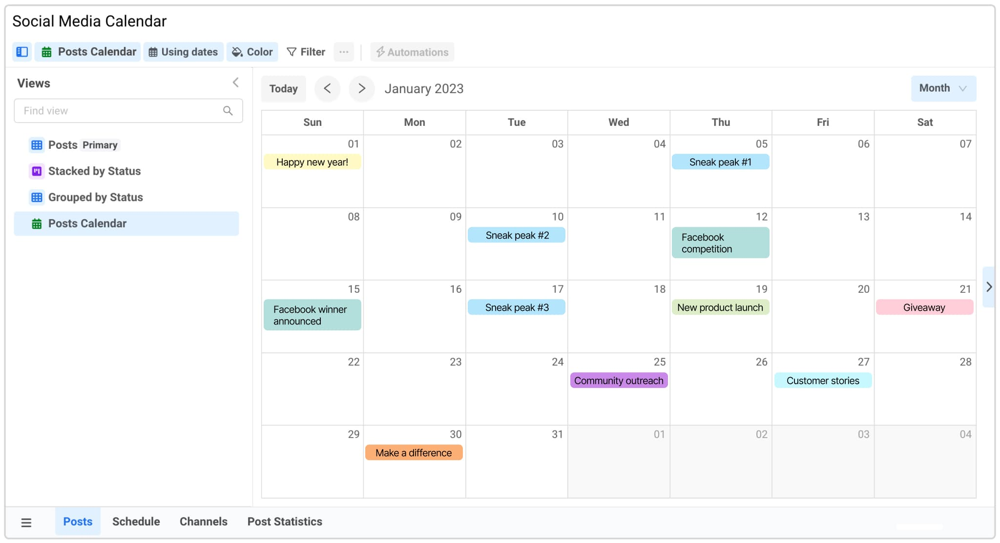 Social Media Calendar
Posts Calendar Using dates Color Filter ··· Automations
Views
Find view
Posts Primary
Stacked by Status
Grouped by Status
Posts Calendar
Today < > January 2023 Month
Sun Mon Tue Wed Thu Fri Sat
01 02 03 04 05 06 07
Happy new year! Sneak peak #1
08 09 10 11 12 13 14
Sneak peak #2 Facebook
competition
15 16 17 18 19 20 21
Facebook winner
announced
Sneak peak #3 New product launch Giveaway
22 23 24 25 26 27 28
Community outreach Customer stories
29 30 31 01 02 03 04
Make a difference
Posts Schedule Channels Post Statistics